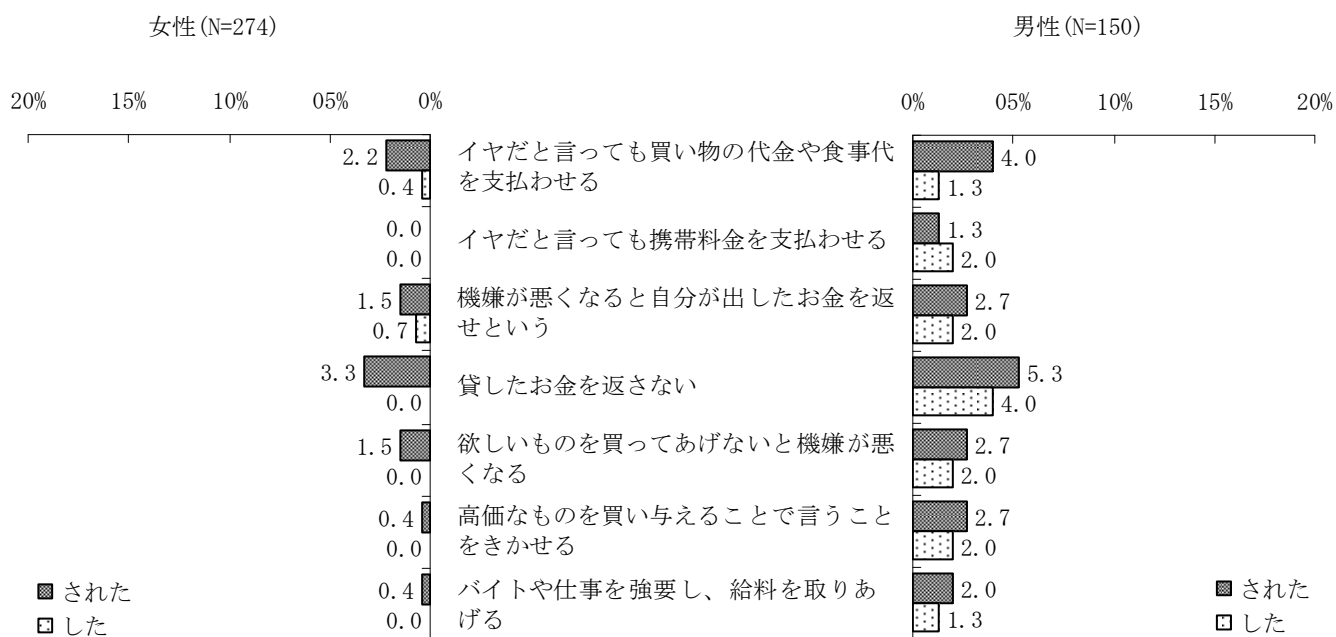 女性(N=274)
男性(N=150)
20% 15% 10% 05% 0%
0% 05% 10% 15% 20%
2.2
0.4
イヤだと言っても買い物の代金や食事代
を支払わせる
4.0
1.3
0.0
0.0
イヤだと言っても携帯料金を支払わせる
1.3
2.0
1.5
0.7
機嫌が悪くなると自分が出したお金を返
せという
2.7
2.0
3.3
0.0
貸したお金を返さない
5.3
4.0
1.5
0.0
欲しいものを買ってあげないと機嫌が悪
くなる
2.7
2.0
0.4
0.0
高価なものを買い与えることで言うこと
をきかせる
2.7
2.0
0.4
0.0
バイトや仕事を強要し、給料を取りあ
げる
2.0
1.3
された
した
された
した